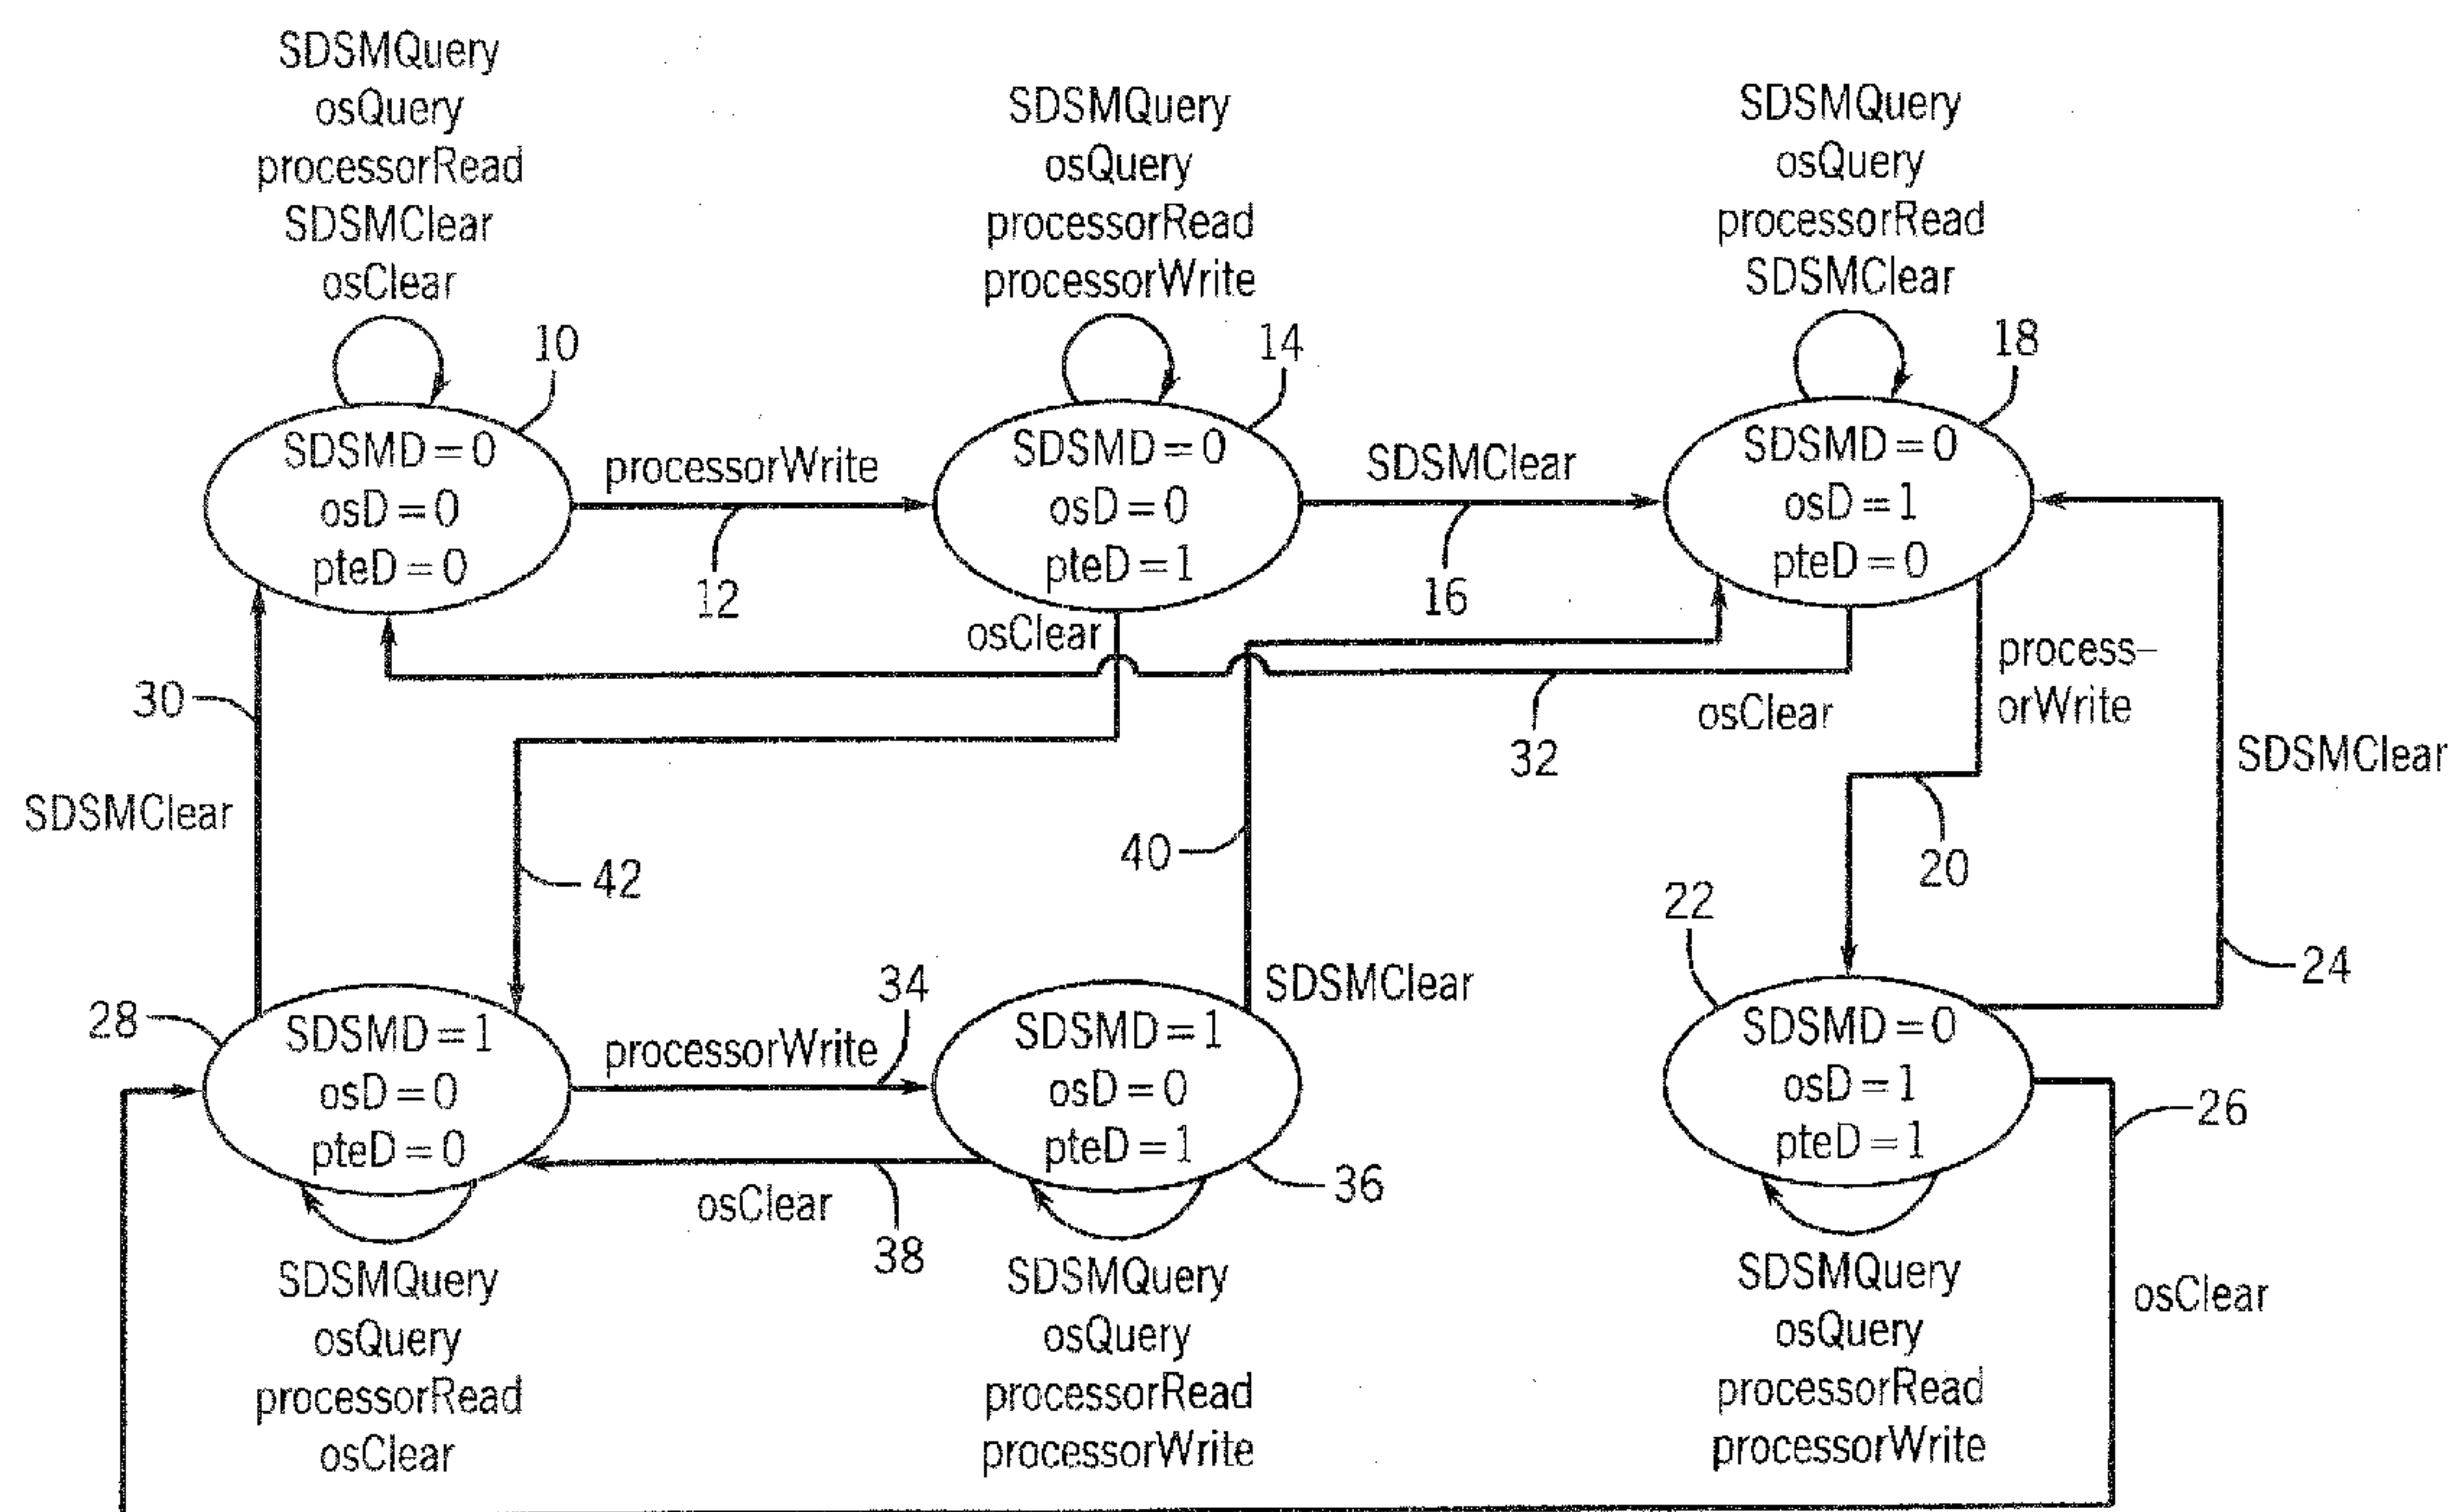 SDSMQuery
osQuery
processorRead
SDSMClear
osClear
SDSMQuery
osQuery
processorRead
processorWrite
SDSMQuery
osQuery
processorRead
SDSMClear
10
14
18
SDSMD = 0
osD = 0
pteD = 0
processorWrite
12
SDSMD = 0
osD = 0
pteD = 1
SDSMClear
16
SDSMD = 0
osD = 1
pteD = 0
osClear
30
32
osClear
process–
orWrite
SDSMClear
SDSMClear
42
40
20
22
24
28
34
SDSMClear
SDSMD = 1
osD = 0
pteD = 0
processorWrite
SDSMD = 1
osD = 0
pteD = 1
SDSMD = 0
osD = 1
pteD = 1
26
36
osClear
38
SDSMQuery
osQuery
processorRead
osClear
SDSMQuery
osQuery
processorRead
processorWrite
SDSMQuery
osQuery
processorRead
processorWrite
osClear